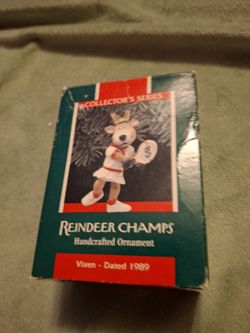 COLLECTOR'S SERIES
REINDEER CHAMPS
Handcrafted Ornament
Vixen - Dated 1989